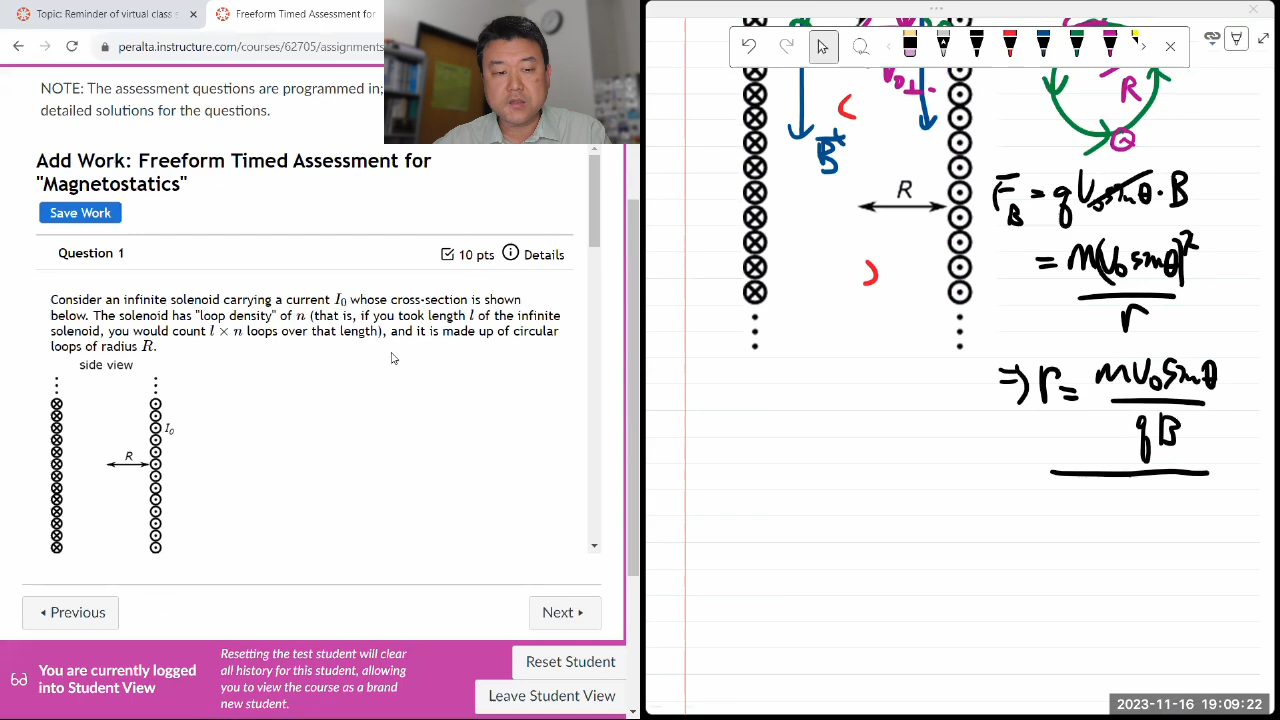 Topic: Reminder of virtual class s
Freeform Timed Assessment for
peralta.instructure.com/courses/62705/assignments
NOTE: The assessment questions are programmed in;
detailed solutions for the questions.
Add Work: Freeform Timed Assessment for
"Magnetostatics"
Save Work
Question 1
10 pts
Details
Consider an infinite solenoid carrying a current I₀ whose cross-section is shown
below. The solenoid has "loop density" of n (that is, if you took length l of the infinite
solenoid, you would count l × n loops over that length), and it is made up of circular
loops of radius R.
side view
I₀
R
Previous
Next
You are currently logged
into Student View
Resetting the test student will clear
all history for this student, allowing
you to view the course as a brand
new student.
Reset Student
Leave Student View
R
B
R
F_B = q v₀ sin θ · B
= m(v₀ sin θ)²
r
⇒ r = m v₀ sin θ
qB
2023-11-16 19:09:22